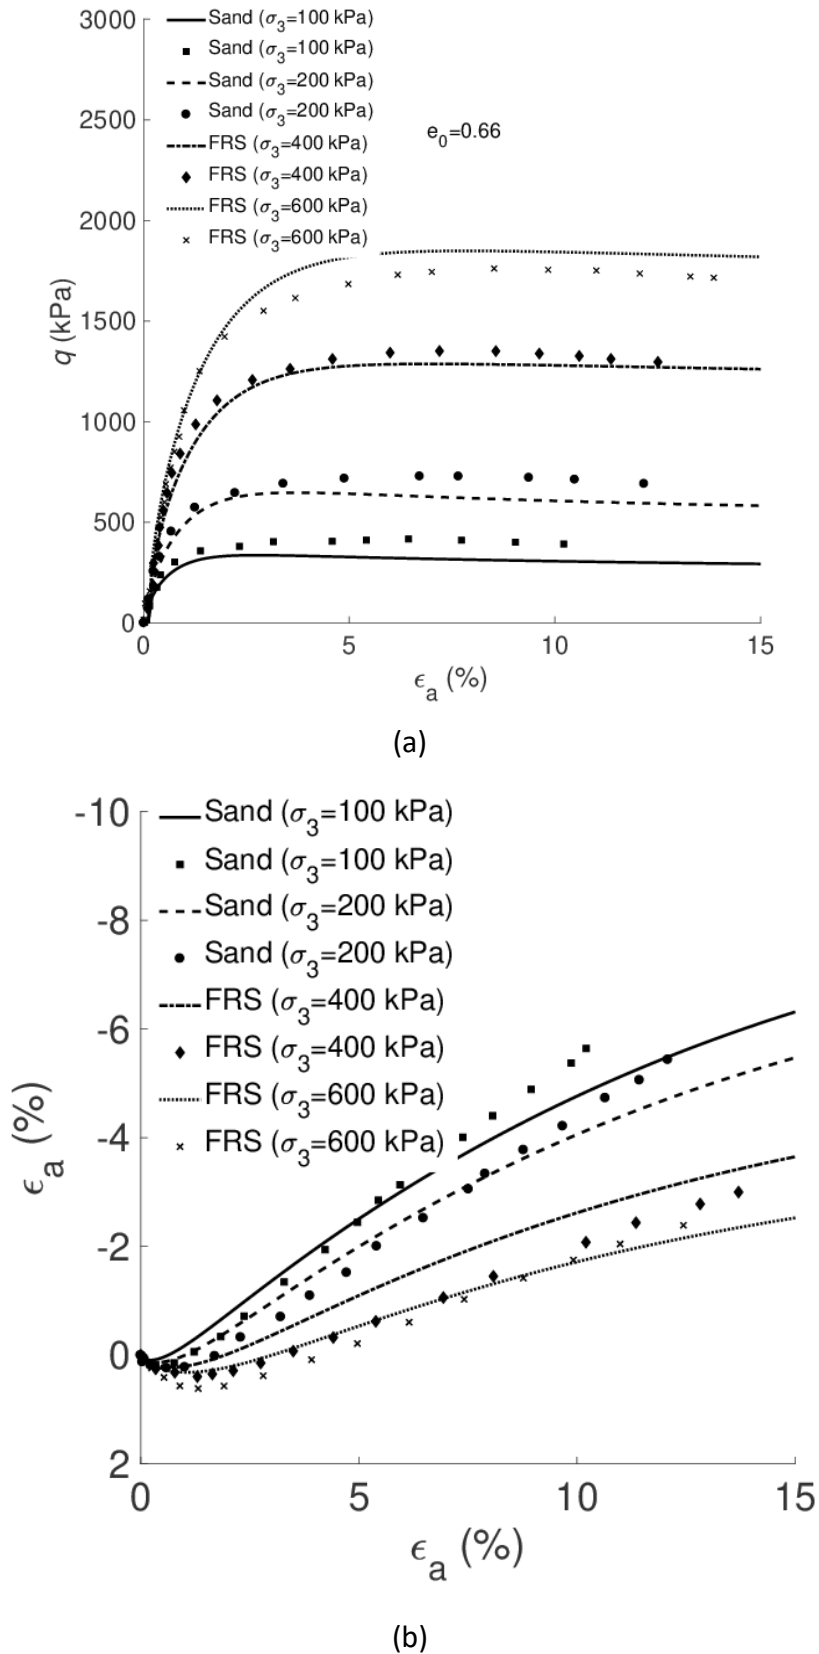 3000
2500
2000
1500
1000
500
0
q (kPa)
Sand (σ3=100 kPa)
Sand (σ3=100 kPa)
Sand (σ3=200 kPa)
Sand (σ3=200 kPa)
FRS (σ3=400 kPa)
FRS (σ3=400 kPa)
FRS (σ3=600 kPa)
FRS (σ3=600 kPa)
e0=0.66
0 5 10 15
ϵa (%)
(a)
-10
-8
-6
-4
-2
0
2
ϵa (%)
Sand (σ3=100 kPa)
Sand (σ3=100 kPa)
Sand (σ3=200 kPa)
Sand (σ3=200 kPa)
FRS (σ3=400 kPa)
FRS (σ3=400 kPa)
FRS (σ3=600 kPa)
FRS (σ3=600 kPa)
0 5 10 15
ϵa (%)
(b)